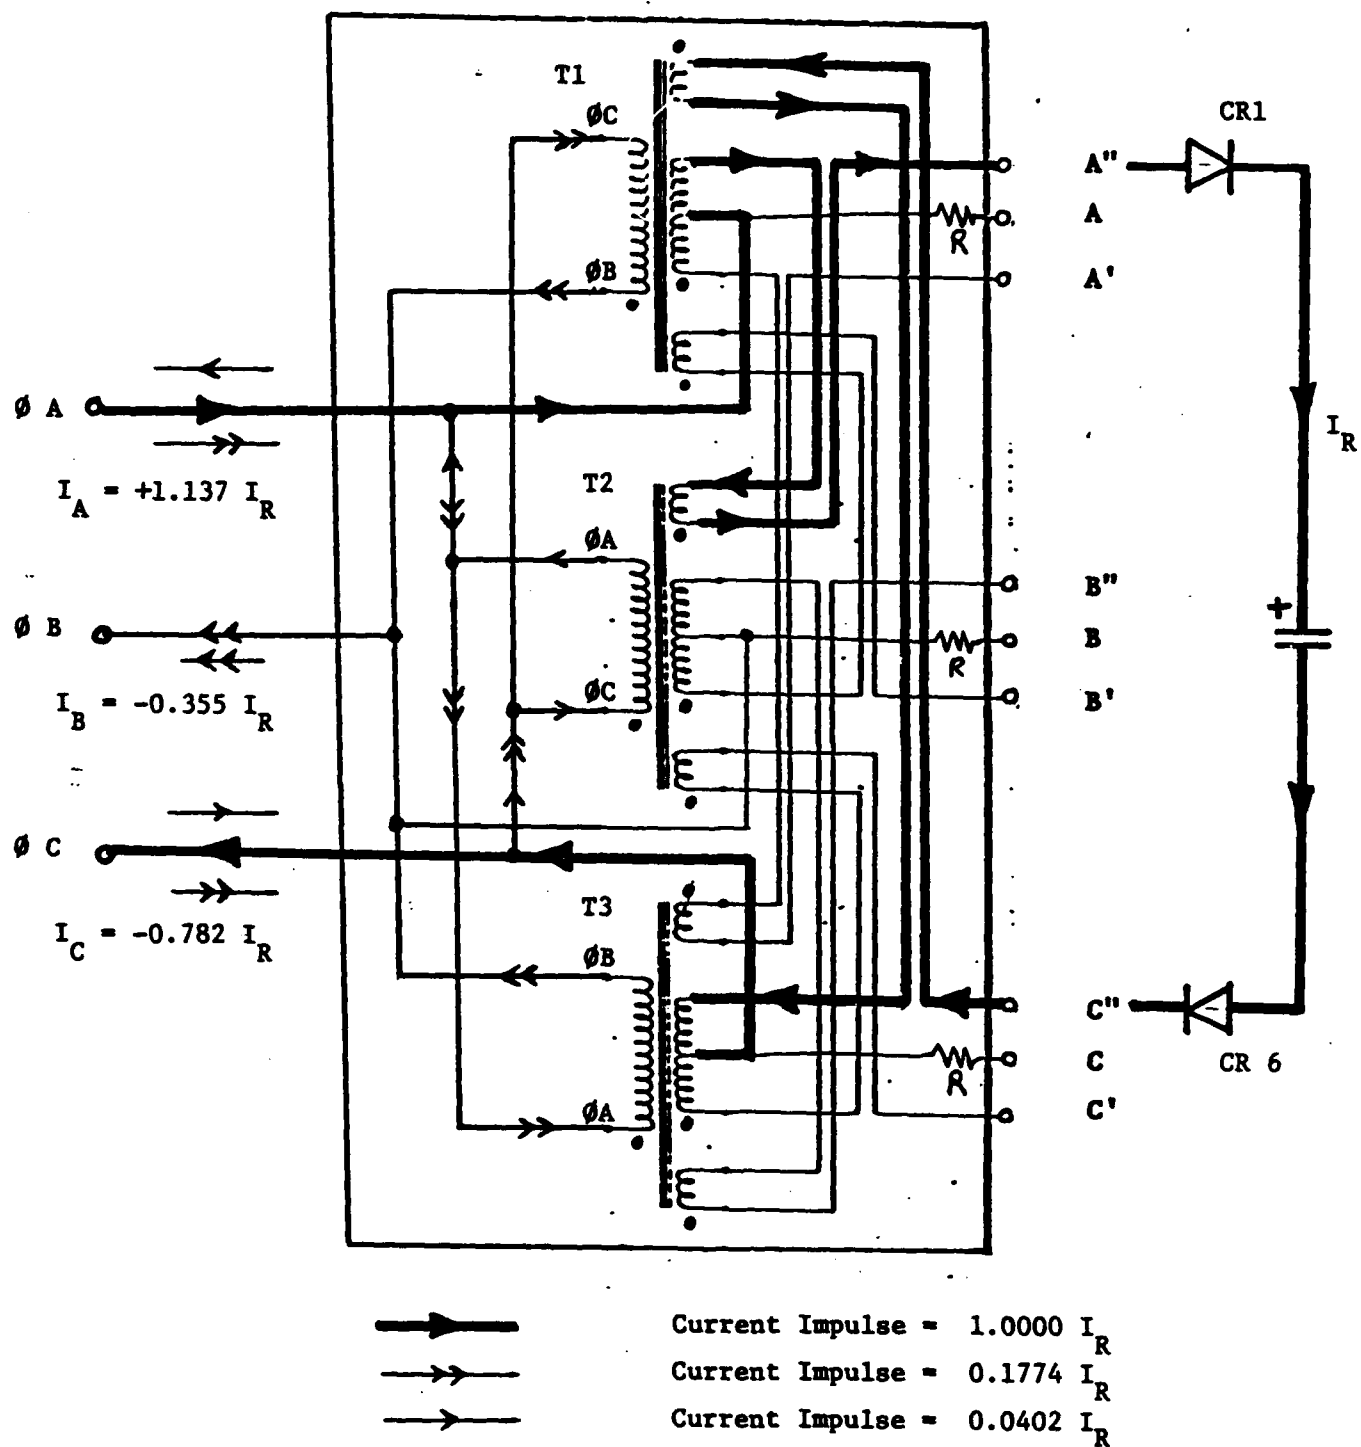 T1
CR1
ØC
A"
A
R
A'
ØB
Ø A
I_R
I_A = +1.137 I_R
T2
ØA
B"
+
Ø B
B
R
ØC
B'
I_B = -0.355 I_R
Ø C
T3
I_C = -0.782 I_R
ØB
C"
C
R
CR 6
ØA
C'
Current Impulse = 1.0000 I_R
Current Impulse = 0.1774 I_R
Current Impulse = 0.0402 I_R